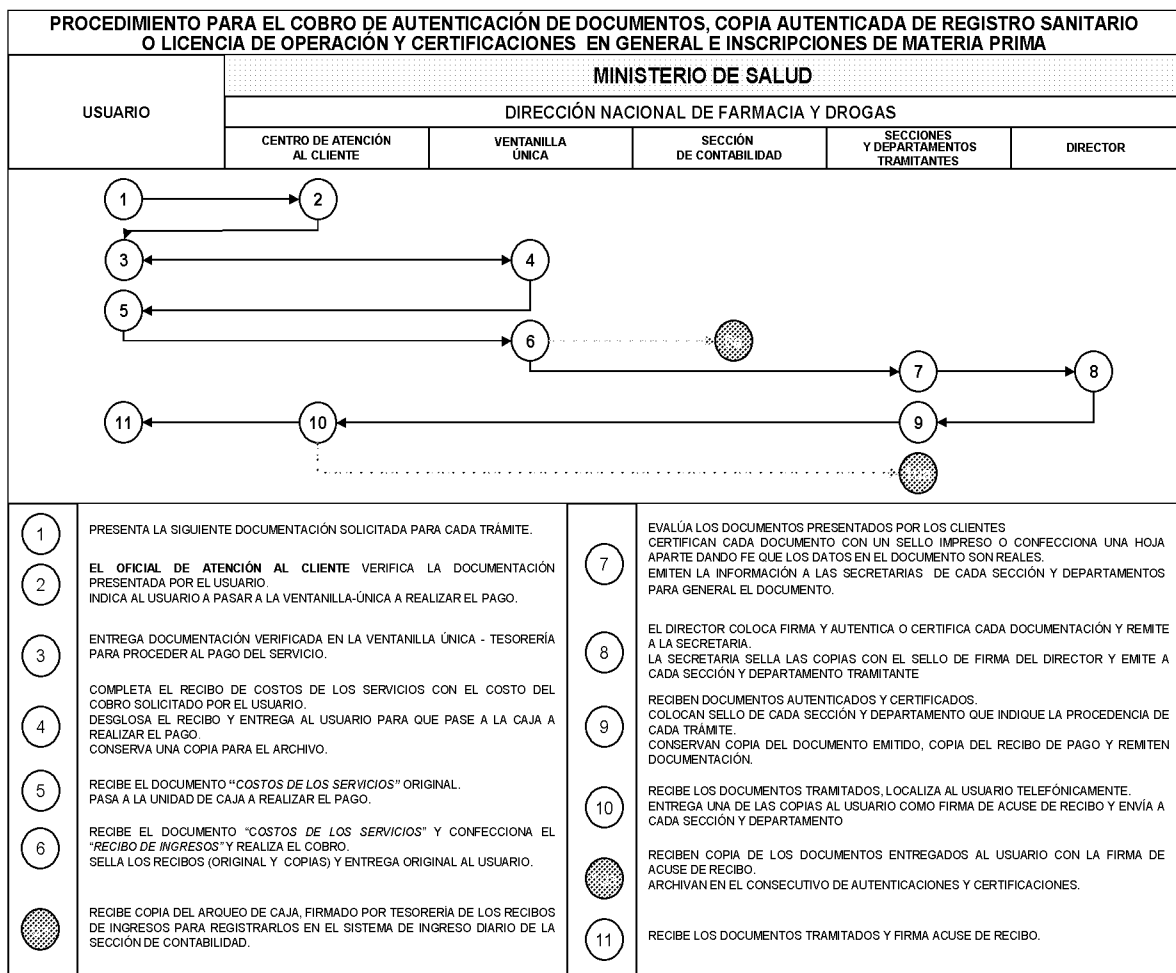 PROCEDIMIENTO PARA EL COBRO DE AUTENTICACIÓN DE DOCUMENTOS, COPIA AUTENTICADA DE REGISTRO SANITARIO
O LICENCIA DE OPERACIÓN Y CERTIFICACIONES EN GENERAL E INSCRIPCIONES DE MATERIA PRIMA
USUARIO
MINISTERIO DE SALUD
DIRECCIÓN NACIONAL DE FARMACIA Y DROGAS
CENTRO DE ATENCIÓN
AL CLIENTE
VENTANILLA
ÚNICA
SECCIÓN
DE CONTABILIDAD
SECCIONES
Y DEPARTAMENTOS
TRAMITANTES
DIRECTOR
1
2
3
4
5
6
7
8
11
10
9
1
PRESENTA LA SIGUIENTE DOCUMENTACIÓN SOLICITADA PARA CADA TRÁMITE.
2
EL OFICIAL DE ATENCIÓN AL CLIENTE VERIFICA LA DOCUMENTACIÓN
PRESENTADA POR EL USUARIO.
INDICA AL USUARIO A PASAR A LA VENTANILLA-ÚNICA A REALIZAR EL PAGO.
3
ENTREGA DOCUMENTACIÓN VERIFICADA EN LA VENTANILLA ÚNICA - TESORERÍA
PARA PROCEDER AL PAGO DEL SERVICIO.
4
COMPLETA EL RECIBO DE COSTOS DE LOS SERVICIOS CON EL COSTO DEL
COBRO SOLICITADO POR EL USUARIO.
DESGLOSA EL RECIBO Y ENTREGA AL USUARIO PARA QUE PASE A LA CAJA A
REALIZAR EL PAGO.
CONSERVA UNA COPIA PARA EL ARCHIVO.
5
RECIBE EL DOCUMENTO "COSTOS DE LOS SERVICIOS" ORIGINAL.
PASA A LA UNIDAD DE CAJA A REALIZAR EL PAGO.
6
RECIBE EL DOCUMENTO "COSTOS DE LOS SERVICIOS" Y CONFECCIONA EL
"RECIBO DE INGRESOS" Y REALIZA EL COBRO.
SELLA LOS RECIBOS (ORIGINAL Y COPIAS) Y ENTREGA ORIGINAL AL USUARIO.
RECIBE COPIA DEL ARQUEO DE CAJA, FIRMADO POR TESORERÍA DE LOS RECIBOS
DE INGRESOS PARA REGISTRARLOS EN EL SISTEMA DE INGRESO DIARIO DE LA
SECCIÓN DE CONTABILIDAD.
7
EVALÚA LOS DOCUMENTOS PRESENTADOS POR LOS CLIENTES
CERTIFICAN CADA DOCUMENTO CON UN SELLO IMPRESO O CONFECCIONA UNA HOJA
APARTE DANDO FE QUE LOS DATOS EN EL DOCUMENTO SON REALES.
EMITEN LA INFORMACIÓN A LAS SECRETARIAS DE CADA SECCIÓN Y DEPARTAMENTOS
PARA GENERAL EL DOCUMENTO.
8
EL DIRECTOR COLOCA FIRMA Y AUTENTICA O CERTIFICA CADA DOCUMENTACIÓN Y REMITE
A LA SECRETARIA.
LA SECRETARIA SELLA LAS COPIAS CON EL SELLO DE FIRMA DEL DIRECTOR Y EMITE A
CADA SECCIÓN Y DEPARTAMENTO TRAMITANTE
9
RECIBEN DOCUMENTOS AUTENTICADOS Y CERTIFICADOS.
COLOCAN SELLO DE CADA SECCIÓN Y DEPARTAMENTO QUE INDIQUE LA PROCEDENCIA DE
CADA TRÁMITE.
CONSERVAN COPIA DEL DOCUMENTO EMITIDO, COPIA DEL RECIBO DE PAGO Y REMITEN
DOCUMENTACIÓN.
10
RECIBE LOS DOCUMENTOS TRAMITADOS, LOCALIZA AL USUARIO TELEFÓNICAMENTE.
ENTREGA UNA DE LAS COPIAS AL USUARIO COMO FIRMA DE ACUSE DE RECIBO Y ENVÍA A
CADA SECCIÓN Y DEPARTAMENTO
RECIBEN COPIA DE LOS DOCUMENTOS ENTREGADOS AL USUARIO CON LA FIRMA DE
ACUSE DE RECIBO.
ARCHIVAN EN EL CONSECUTIVO DE AUTENTICACIONES Y CERTIFICACIONES.
11
RECIBE LOS DOCUMENTOS TRAMITADOS Y FIRMA ACUSE DE RECIBO.